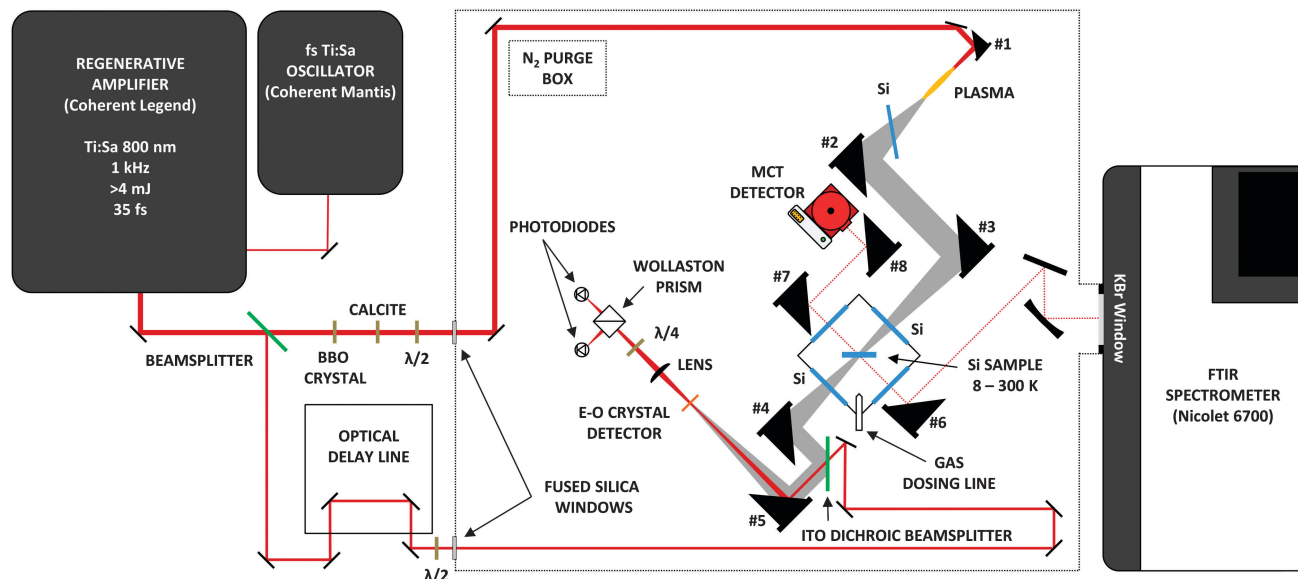 REGENERATIVE
AMPLIFIER
(Coherent Legend)
Ti:Sa 800 nm
1 kHz
>4 mJ
35 fs
fs Ti:Sa
OSCILLATOR
(Coherent Mantis)
N₂ PURGE
BOX
#1
PLASMA
Si
#2
MCT
DETECTOR
#3
#8
#7
PHOTODIODES
WOLLASTON
PRISM
λ/4
LENS
E-O CRYSTAL
DETECTOR
BEAMSPLITTER
BBO
CRYSTAL
CALCITE
λ/2
Si
Si
Si SAMPLE
8 – 300 K
#4
#6
GAS
DOSING LINE
#5
ITO DICHROIC BEAMSPLITTER
OPTICAL
DELAY LINE
FUSED SILICA
WINDOWS
λ/2
KBr Window
FTIR
SPECTROMETER
(Nicolet 6700)